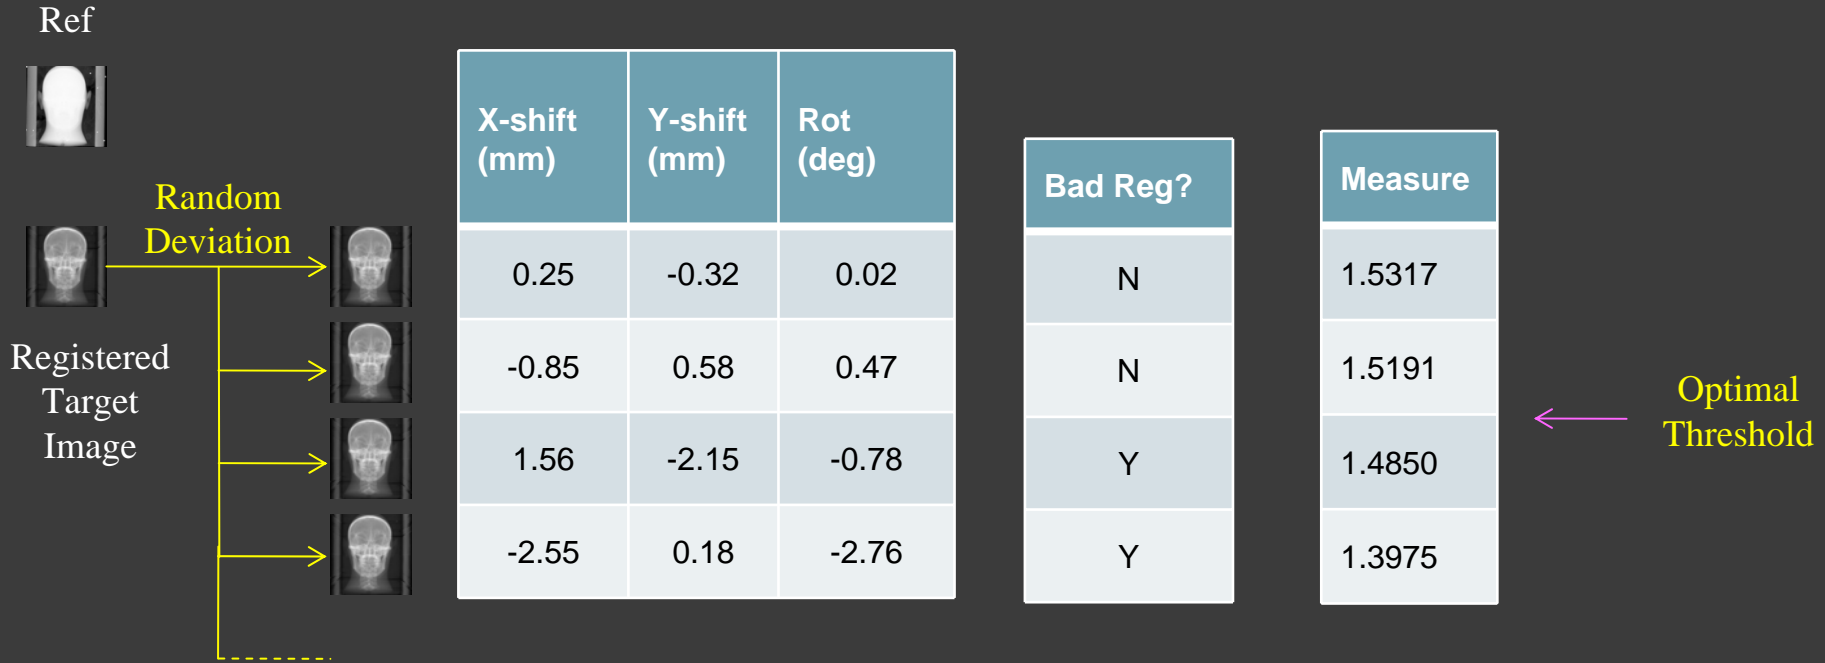 Ref
Random
Deviation
Registered
Target
Image
X-shift (mm) Y-shift (mm) Rot (deg)
0.25 -0.32 0.02
-0.85 0.58 0.47
1.56 -2.15 -0.78
-2.55 0.18 -2.76
Bad Reg?
N
N
Y
Y
Measure
1.5317
1.5191
1.4850
1.3975
Optimal
Threshold